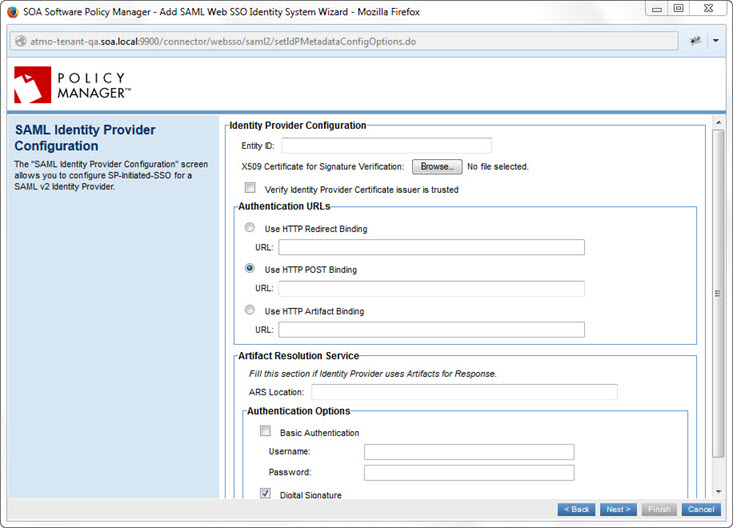 SOA Software Policy Manager - Add SAML Web SSO Identity System Wizard - Mozilla Firefox
atmo-tenant-qa.soa.local:9900/connector/websso/saml2/setIdPMetadataConfigOptions.do
POLICY
MANAGER™
SAML Identity Provider
Configuration
The "SAML Identity Provider
Configuration" screen
allows you to configure SP-Initiated-SSO for a
SAML v2 Identity Provider.
Identity Provider Configuration
Entity ID:
X509 Certificate for Signature Verification: Browse... No file selected.
Verify Identity Provider Certificate issuer is trusted
Authentication URLs
Use HTTP Redirect Binding
URL:
Use HTTP POST Binding
URL:
Use HTTP Artifact Binding
URL:
Artifact Resolution Service
Fill this section if Identity Provider uses Artifacts for Response.
ARS Location:
Authentication Options
Basic Authentication
Username:
Password:
Digital Signature
< Back Next > Finish Cancel